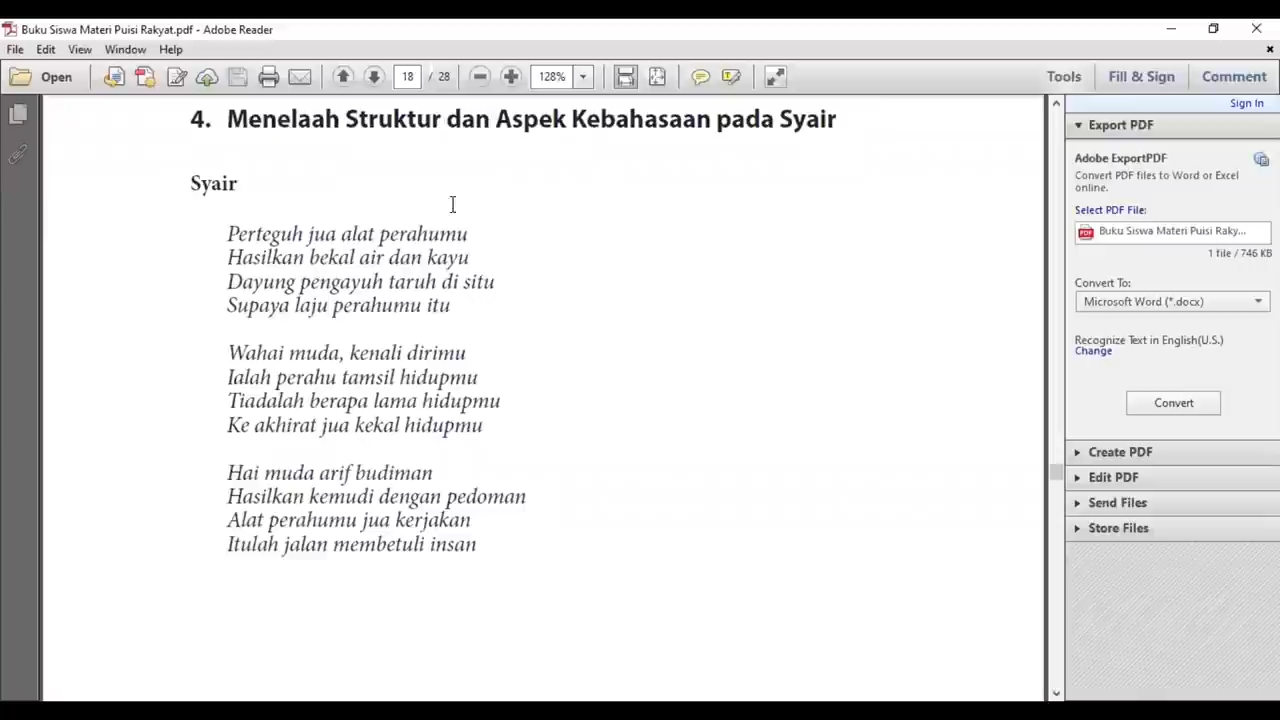 Buku Siswa Materi Puisi Rakyat.pdf - Adobe Reader
File Edit View Window Help
Open 18 / 28 128% Tools Fill & Sign Comment
Sign In
4. Menelaah Struktur dan Aspek Kebahasaan pada Syair
Syair
Perteguh jua alat perahumu
Hasilkan bekal air dan kayu
Dayung pengayuh taruh di situ
Supaya laju perahumu itu
Wahai muda, kenali dirimu
Ialah perahu tamsil hidupmu
Tiadalah berapa lama hidupmu
Ke akhirat jua kekal hidupmu
Hai muda arif budiman
Hasilkan kemudi dengan pedoman
Alat perahumu jua kerjakan
Itulah jalan membetuli insan
Export PDF
Adobe ExportPDF
Convert PDF files to Word or Excel
online.
Select PDF File:
Buku Siswa Materi Puisi Raky...
1 file / 746 KB
Convert To:
Microsoft Word (*.docx)
Recognize Text in English(U.S.)
Change
Convert
Create PDF
Edit PDF
Send Files
Store Files